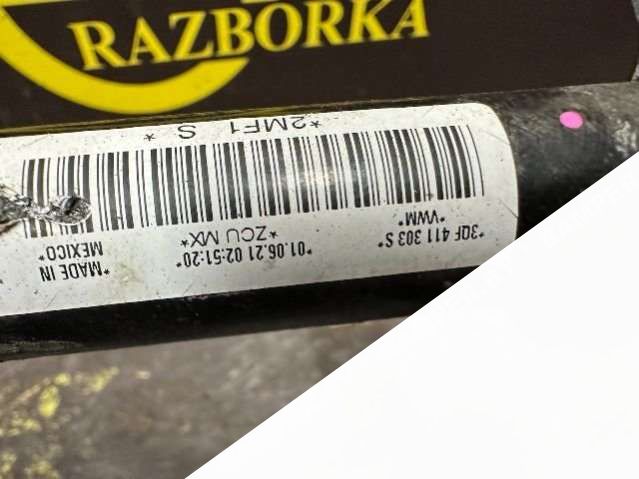 RAZBORKA
*3QF 411 303 S*
*VWM*
*01.06.21 02:51:20*
*ZCU MX*
*MADE IN
MEXICO*
*2MF1 S *